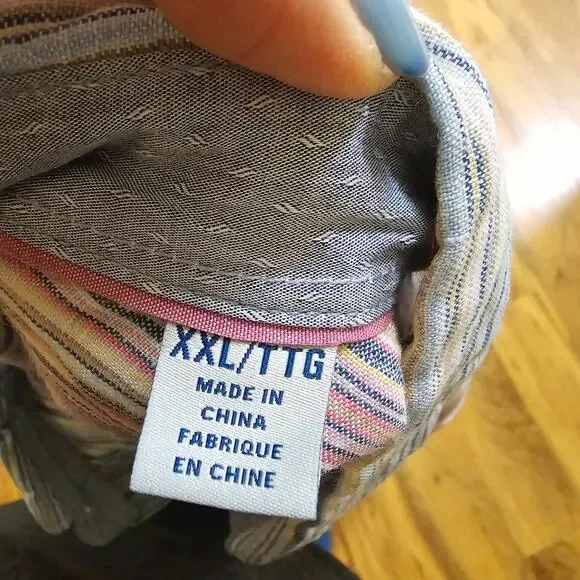 XXL/TTG
MADE IN
CHINA
FABRIQUE
EN CHINE